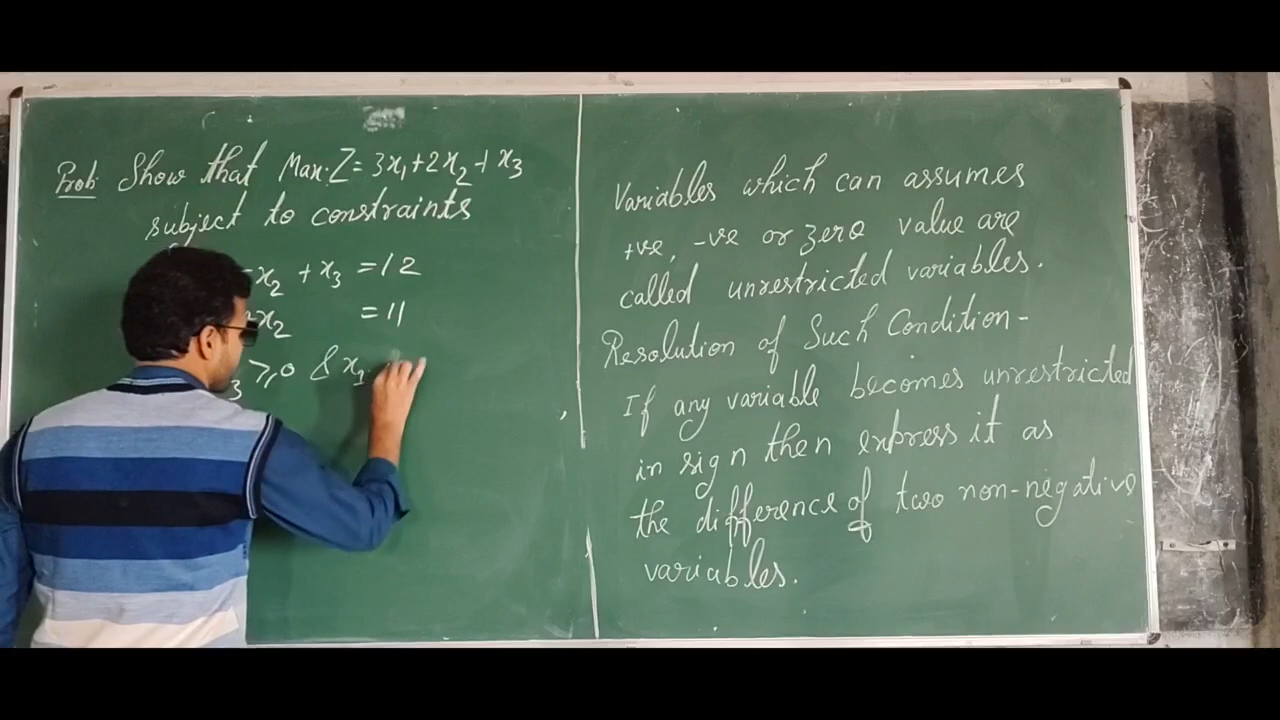 Prob: Show that Max: Z = 3x₁ + 2x₂ + x₃
subject to constraints
x₂ + x₃ = 12
x₂ = 11
₃ ≥ 0 & x₁
Variables which can assumes
+ve, -ve or zero value are
called unrestricted variables.
Resolution of Such Condition -
If any variable becomes unrestricted
in sign then express it as
the difference of two non-negative
variables.